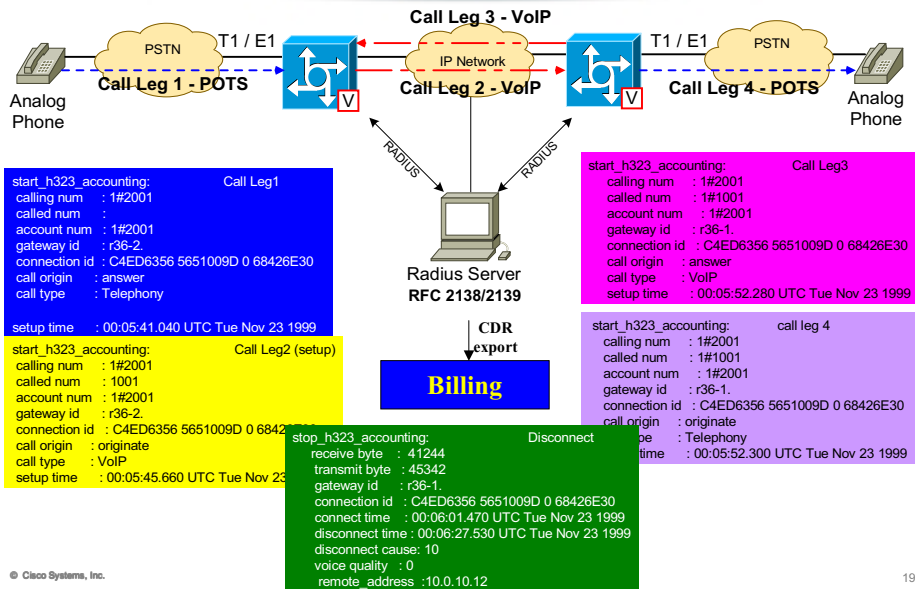 Call Leg 3 - VoIP
PSTN
T1 / E1
IP Network
T1 / E1
PSTN
Call Leg 1 - POTS
Call Leg 2 - VoIP
Call Leg 4 - POTS
V
V
Analog
Phone
Analog
Phone
RADIUS
RADIUS
Radius Server
RFC 2138/2139
CDR
export
Billing
start_h323_accounting: Call Leg1
calling num : 1#2001
called num :
account num : 1#2001
gateway id : r36-2.
connection id : C4ED6356 5651009D 0 68426E30
call origin : answer
call type : Telephony
setup time : 00:05:41.040 UTC Tue Nov 23 1999
start_h323_accounting: Call Leg2 (setup)
calling num : 1#2001
called num : 1001
account num : 1#2001
gateway id : r36-2.
connection id : C4ED6356 5651009D 0 6842
call origin : originate
call type : VoIP
setup time : 00:05:45.660 UTC Tue Nov 23
start_h323_accounting: Call Leg3
calling num : 1#2001
called num : 1#1001
account num : 1#2001
gateway id : r36-1.
connection id : C4ED6356 5651009D 0 68426E30
call origin : answer
call type : VoIP
setup time : 00:05:52.280 UTC Tue Nov 23 1999
start_h323_accounting: call leg 4
calling num : 1#2001
called num : 1#1001
account num : 1#2001
gateway id : r36-1.
connection id : C4ED6356 5651009D 0 68426E30
call origin : originate
pe : Telephony
time : 00:05:52.300 UTC Tue Nov 23 1999
stop_h323_accounting: Disconnect
receive byte : 41244
transmit byte : 45342
gateway id : r36-1.
connection id : C4ED6356 5651009D 0 68426E30
connect time : 00:06:01.470 UTC Tue Nov 23 1999
disconnect time : 00:06:27.530 UTC Tue Nov 23 1999
disconnect cause: 10
voice quality : 0
remote_address :10.0.10.12
© Cisco Systems, Inc.
19